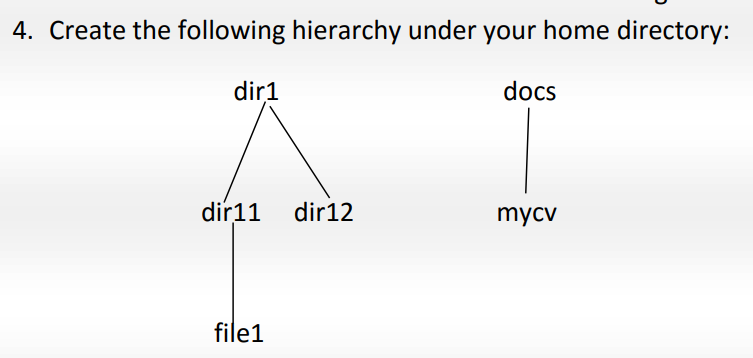 4. Create the following hierarchy under your home directory:
dir1 docs
dir11 dir12 mycv
file1